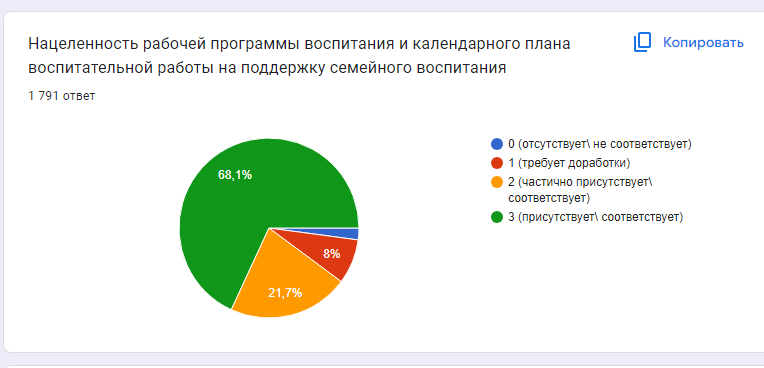 Нацеленность рабочей программы воспитания и календарного плана
воспитательной работы на поддержку семейного воспитания
Копировать
1 791 ответ
68,1%
8%
21,7%
0 (отсутствует\ не соответствует)
1 (требует доработки)
2 (частично присутствует\
соответствует)
3 (присутствует\ соответствует)